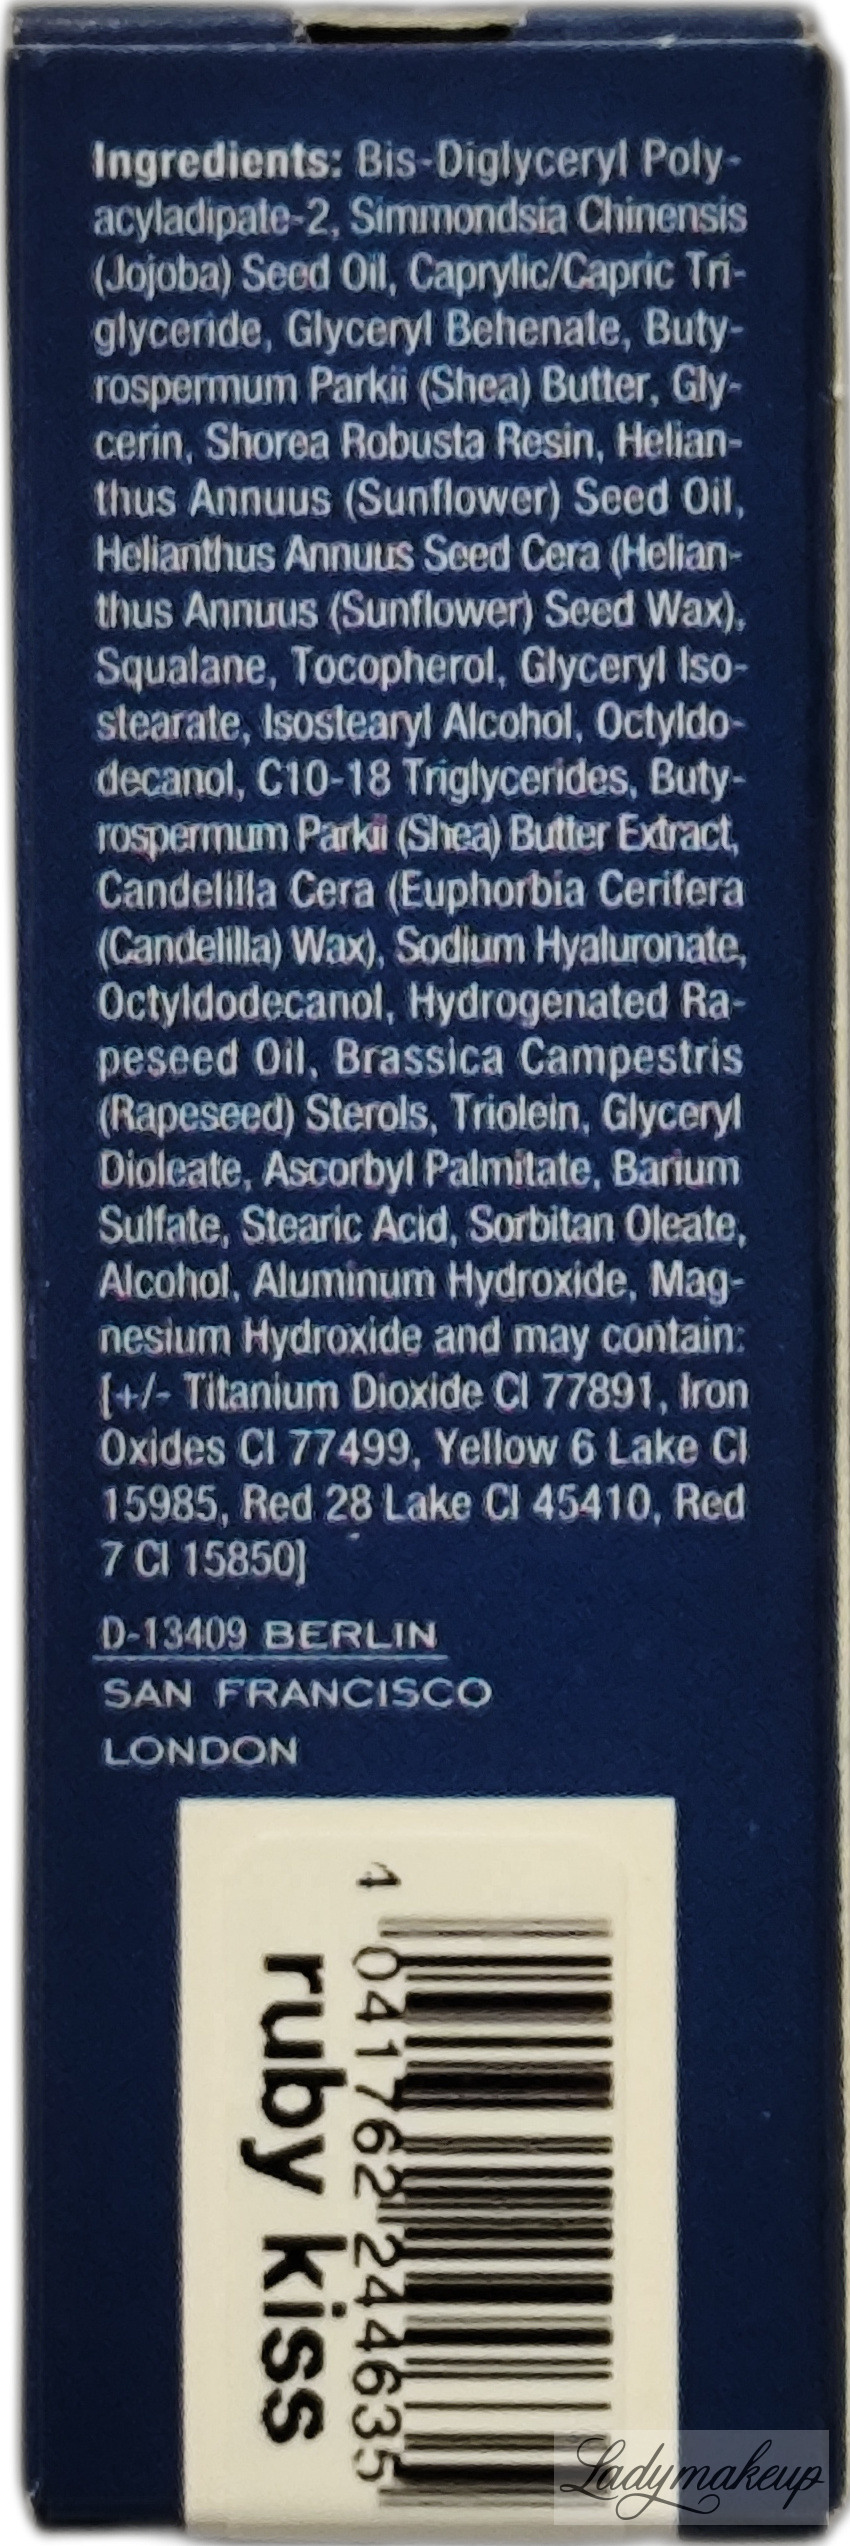 Ingredients: Bis-Diglyceryl Poly-
acyladipate-2, Simmondsia Chinensis
(Jojoba) Seed Oil, Caprylic/Capric Tri-
glyceride, Glyceryl Behenate, Buty-
rospermum Parkii (Shea) Butter, Gly-
cerin, Shorea Robusta Resin, Helian-
thus Annuus (Sunflower) Seed Oil,
Helianthus Annuus Seed Cera (Helian-
thus Annuus (Sunflower) Seed Wax),
Squalane, Tocopherol, Glyceryl Iso-
stearate, Isostearyl Alcohol, Octyldo-
decanol, C10-18 Triglycerides, Buty-
rospermum Parkii (Shea) Butter Extract,
Candelilla Cera (Euphorbia Cerifera
(Candelilla) Wax), Sodium Hyaluronate,
Octyldodecanol, Hydrogenated Ra-
peseed Oil, Brassica Campestris
(Rapeseed) Sterols, Triolein, Glyceryl
Dioleate, Ascorbyl Palmitate, Barium
Sulfate, Stearic Acid, Sorbitan Oleate,
Alcohol, Aluminum Hydroxide, Mag-
nesium Hydroxide and may contain:
[+/- Titanium Dioxide CI 77891, Iron
Oxides CI 77499, Yellow 6 Lake CI
15985, Red 28 Lake CI 45410, Red
7 CI 15850]
D-13409 BERLIN
SAN FRANCISCO
LONDON
4 041762 244635
ruby kiss
Ladymakeup